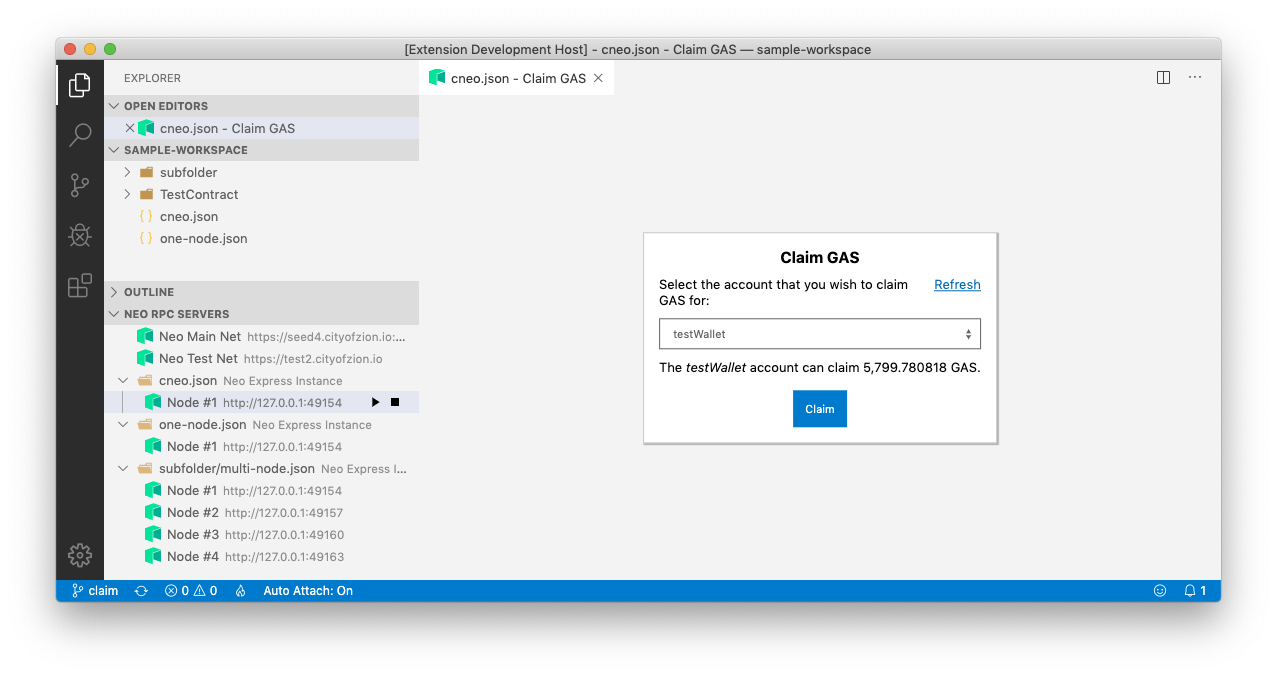 [Extension Development Host] - cneo.json - Claim GAS — sample-workspace
EXPLORER
OPEN EDITORS
cneo.json - Claim GAS
SAMPLE-WORKSPACE
subfolder
TestContract
{ } cneo.json
{ } one-node.json
OUTLINE
NEO RPC SERVERS
Neo Main Net https://seed4.cityofzion.io:...
Neo Test Net https://test2.cityofzion.io
cneo.json Neo Express Instance
Node #1 http://127.0.0.1:49154
one-node.json Neo Express Instance
Node #1 http://127.0.0.1:49154
subfolder/multi-node.json Neo Express I...
Node #1 http://127.0.0.1:49154
Node #2 http://127.0.0.1:49157
Node #3 http://127.0.0.1:49160
Node #4 http://127.0.0.1:49163
cneo.json - Claim GAS
Claim GAS
Select the account that you wish to claim
GAS for:
Refresh
testWallet
The testWallet account can claim 5,799.780818 GAS.
Claim
claim 0 0 Auto Attach: On 1